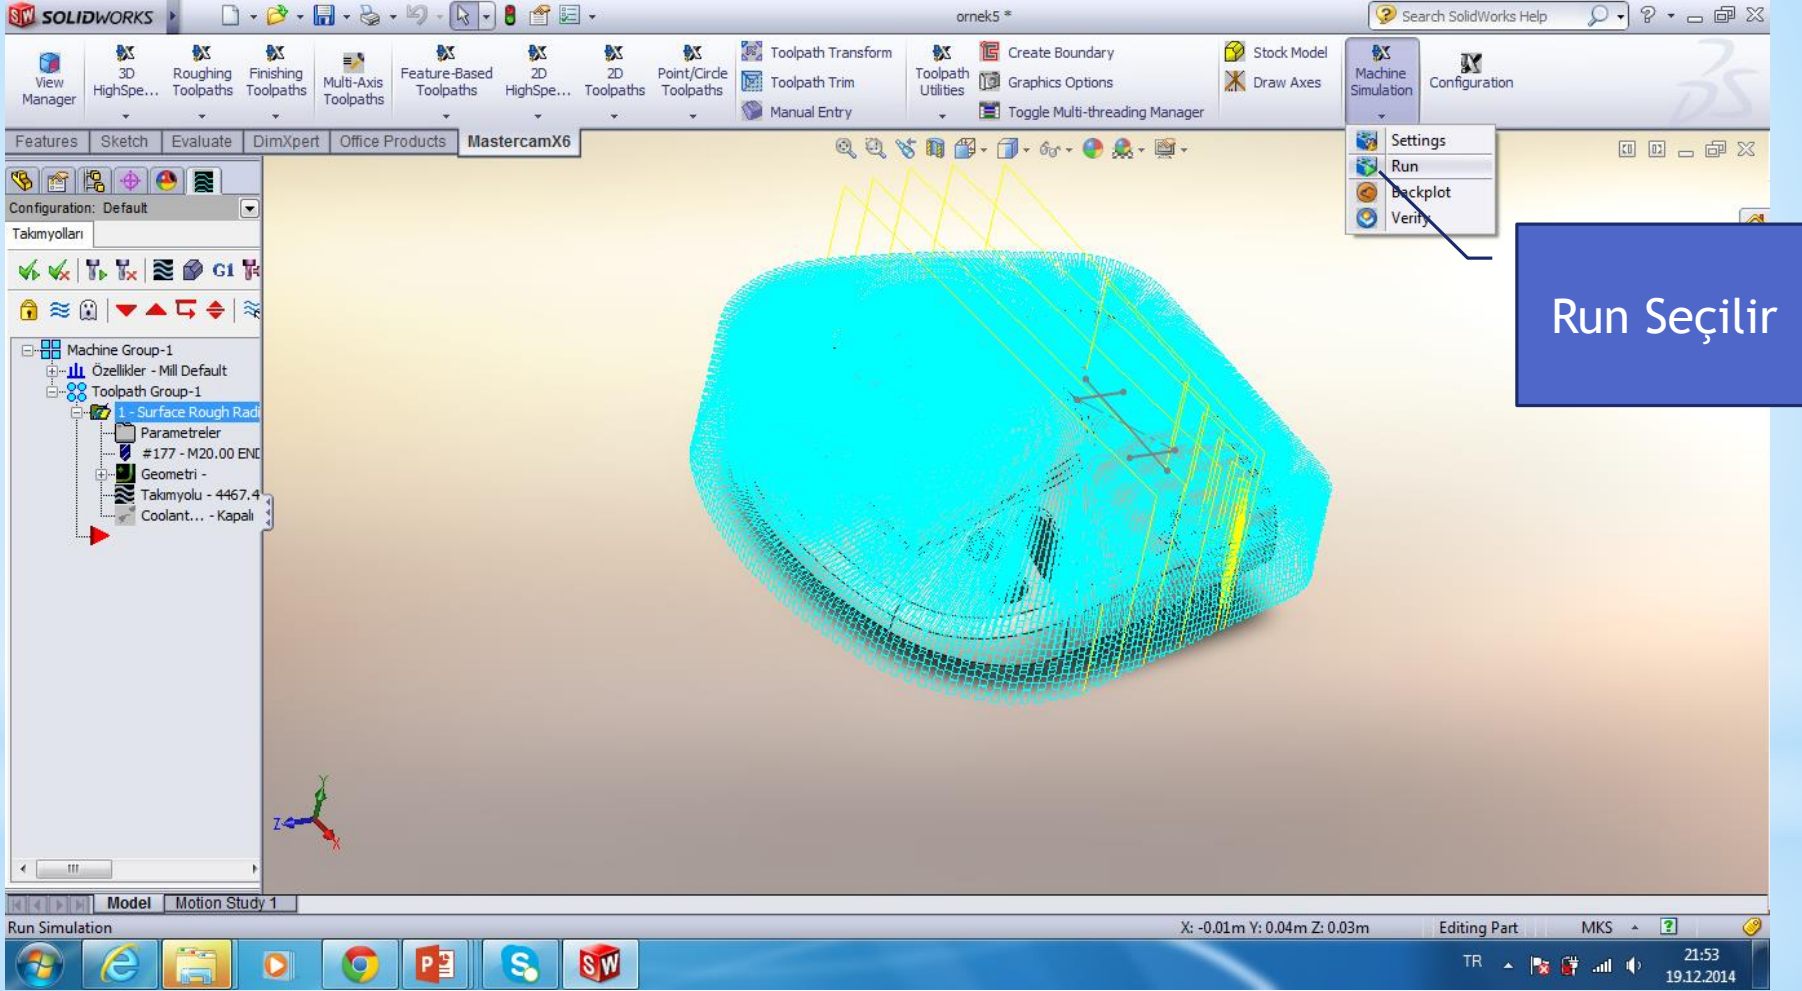 SOLIDWORKS
ornek5 *
Search SolidWorks Help
View Manager
3D HighSpe...
Roughing Toolpaths
Finishing Toolpaths
Multi-Axis Toolpaths
Feature-Based Toolpaths
2D HighSpe...
2D Toolpaths
Point/Circle Toolpaths
Toolpath Transform
Toolpath Trim
Manual Entry
Toolpath Utilities
Create Boundary
Graphics Options
Toggle Multi-threading Manager
Stock Model
Draw Axes
Machine Simulation
Configuration
Features
Sketch
Evaluate
DimXpert
Office Products
MastercamX6
Settings
Run
Backplot
Verify
Configuration: Default
Takımyolları
G1
Machine Group-1
Özellikler - Mill Default
Toolpath Group-1
1 - Surface Rough Radi
Parametreler
#177 - M20.00 END
Geometri -
Takımyolu - 4467.4
Coolant... - Kapalı
Run Seçilir
Y
Z
X
Model
Motion Study 1
Run Simulation
X: -0.01m Y: 0.04m Z: 0.03m
Editing Part
MKS
TR
21:53
19.12.2014